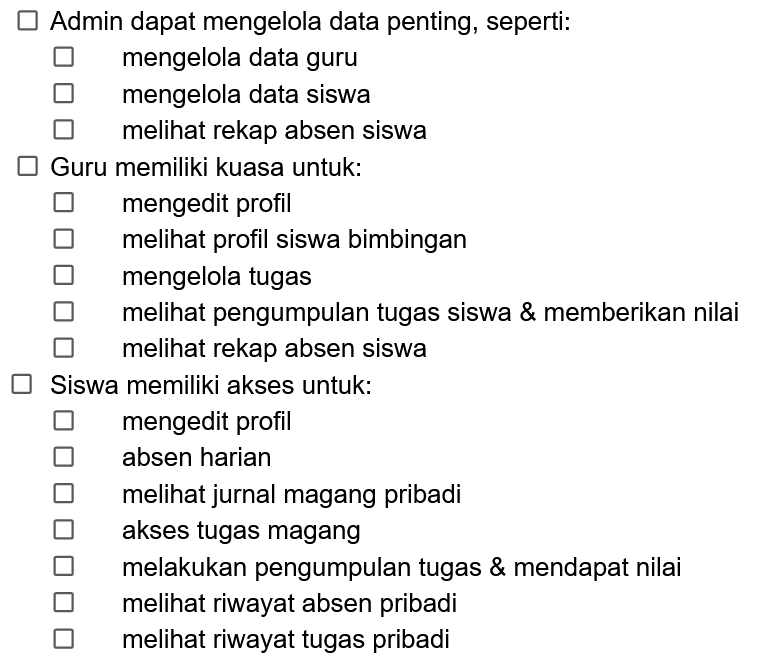 Admin dapat mengelola data penting, seperti:
mengelola data guru
mengelola data siswa
melihat rekap absen siswa
Guru memiliki kuasa untuk:
mengedit profil
melihat profil siswa bimbingan
mengelola tugas
melihat pengumpulan tugas siswa & memberikan nilai
melihat rekap absen siswa
Siswa memiliki akses untuk:
mengedit profil
absen harian
melihat jurnal magang pribadi
akses tugas magang
melakukan pengumpulan tugas & mendapat nilai
melihat riwayat absen pribadi
melihat riwayat tugas pribadi